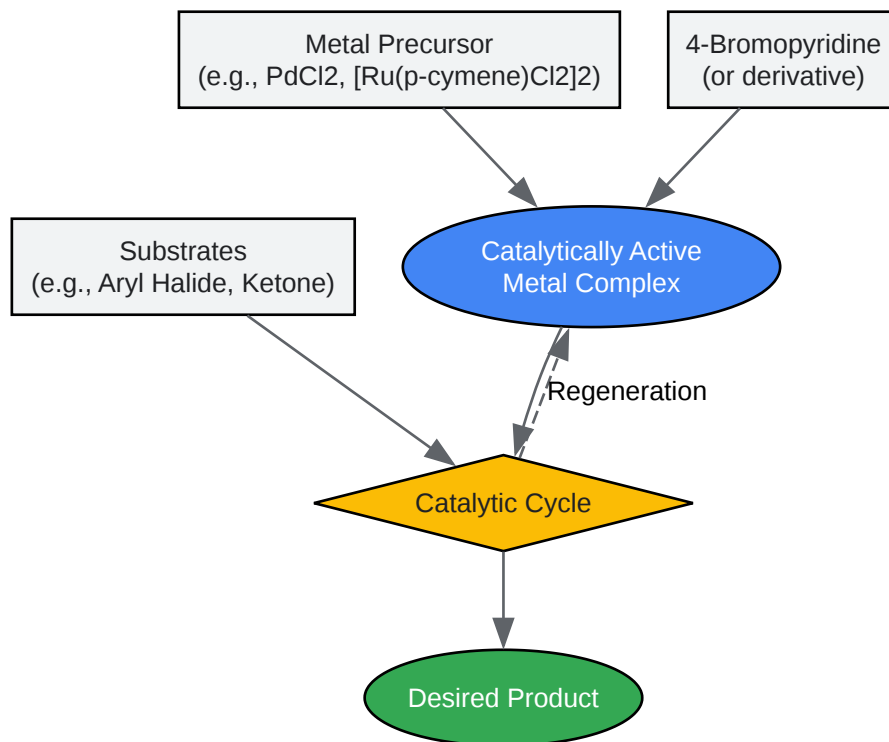 Metal Precursor
(e.g., PdCl2, [Ru(p-cymene)Cl2]2)
4-Bromopyridine
(or derivative)
Substrates
(e.g., Aryl Halide, Ketone)
Catalytically Active
Metal Complex
Regeneration
Catalytic Cycle
Desired Product